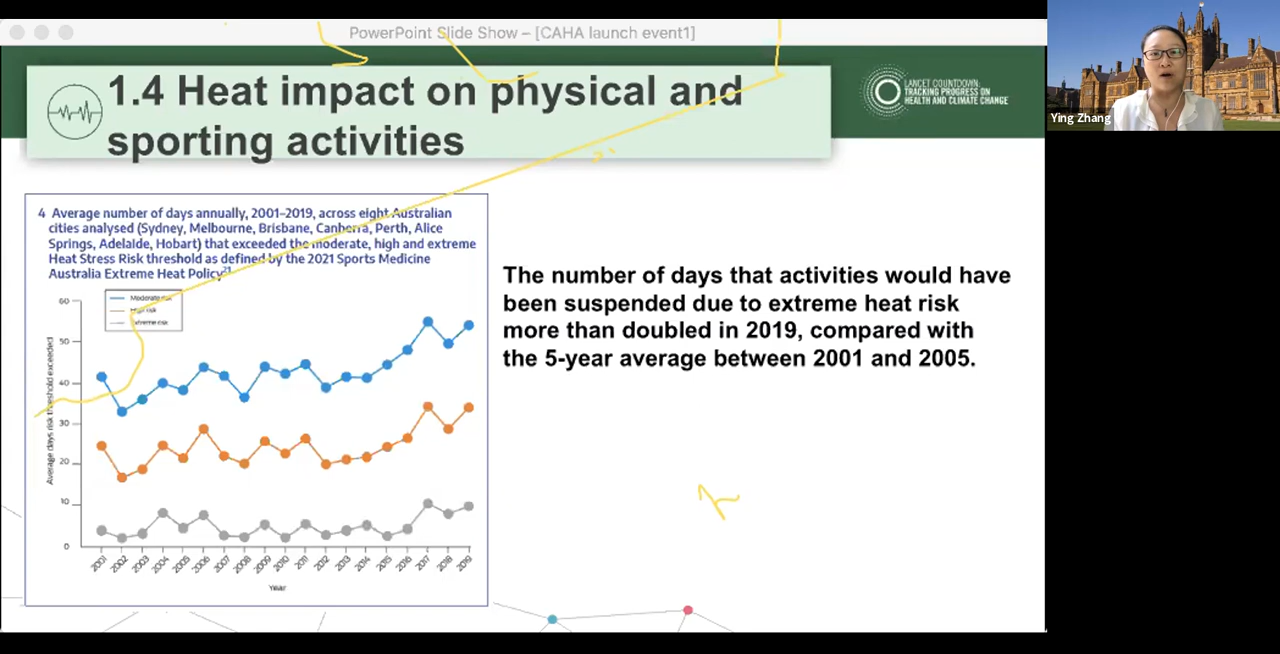 PowerPoint Slide Show – [CAHA launch event1]
1.4 Heat impact on physical and
sporting activities
LANCET COUNTDOWN:
TRACKING PROGRESS ON
HEALTH AND CLIMATE CHANGE
Ying Zhang
4 Average number of days annually, 2001–2019, across eight Australian
cities analysed (Sydney, Melbourne, Brisbane, Canberra, Perth, Alice
Springs, Adelaide, Hobart) that exceeded the moderate, high and extreme
Heat Stress Risk threshold as defined by the 2021 Sports Medicine
Australia Extreme Heat Policy21
Moderate risk
High risk
Extreme risk
60
50
40
30
20
10
0
Average days risk threshold exceeded
2001 2002 2003 2004 2005 2006 2007 2008 2009 2010 2011 2012 2013 2014 2015 2016 2017 2018 2019
Year
The number of days that activities would have
been suspended due to extreme heat risk
more than doubled in 2019, compared with
the 5-year average between 2001 and 2005.